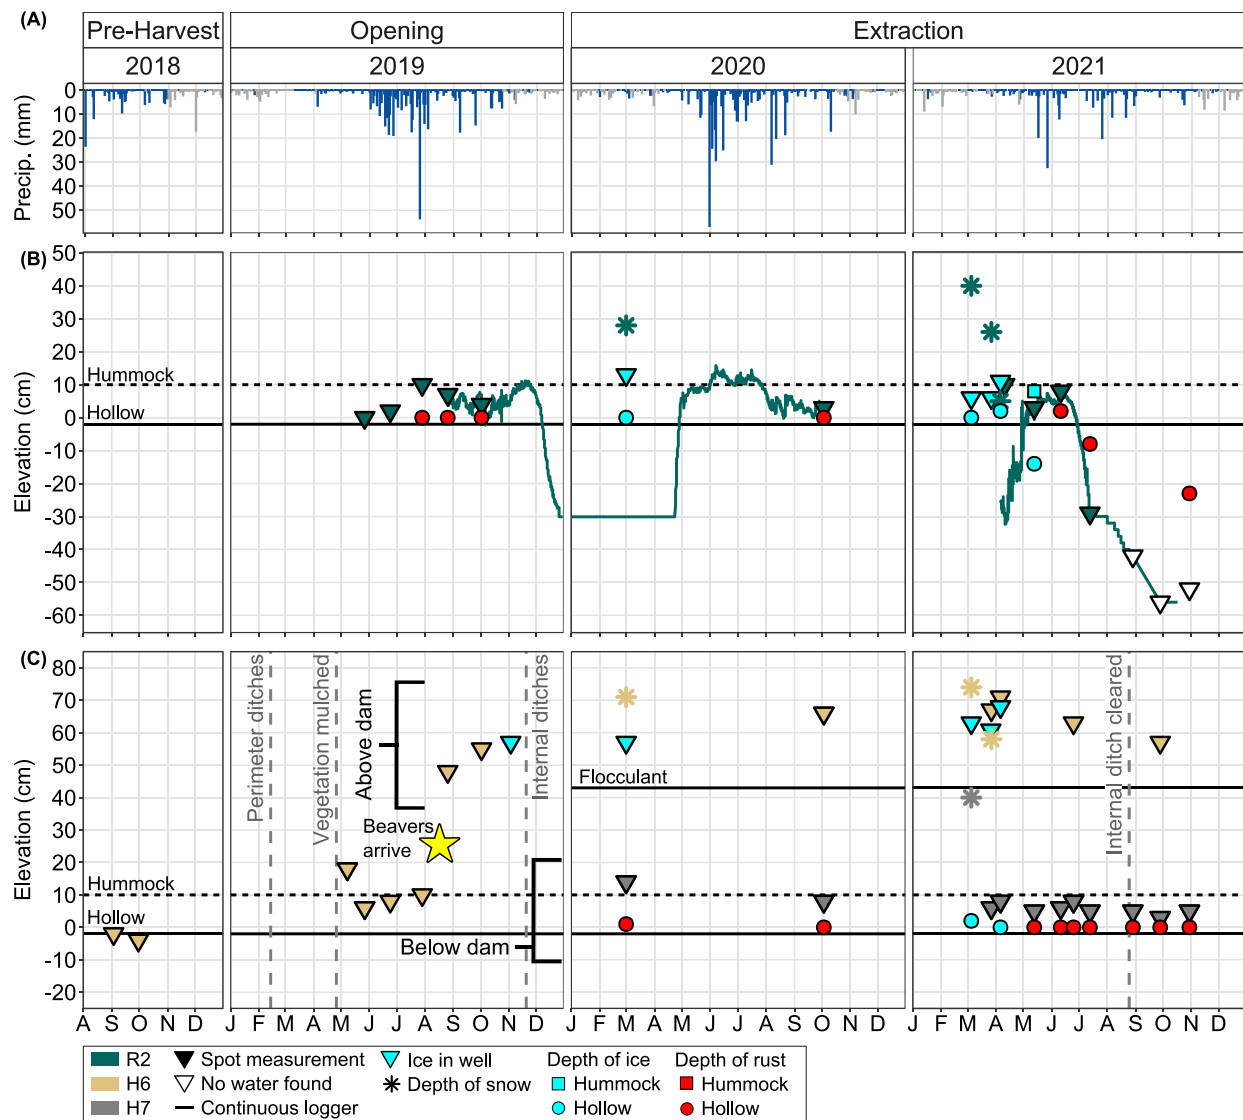 (A)
Pre-Harvest Opening Extraction
2018 2019 2020 2021
Precip. (mm)
0
10
20
30
40
50
(B)
Elevation (cm)
50
40
30
20
10
0
-10
-20
-30
-40
-50
-60
Hummock
Hollow
(C)
Elevation (cm)
80
70
60
50
40
30
20
10
0
-10
-20
Perimeter ditches
Vegetation mulched
Above dam
Internal ditches
Beavers
arrive
Hummock
Hollow
Below dam
Flocculant
Internal ditch cleared
A S O N D J F M A M J J A S O N D J F M A M J J A S O N D J F M A M J J A S O N D
R2 Spot measurement Ice in well Depth of ice Depth of rust
H6 No water found Depth of snow Hummock Hummock
H7 Continuous logger Hollow Hollow